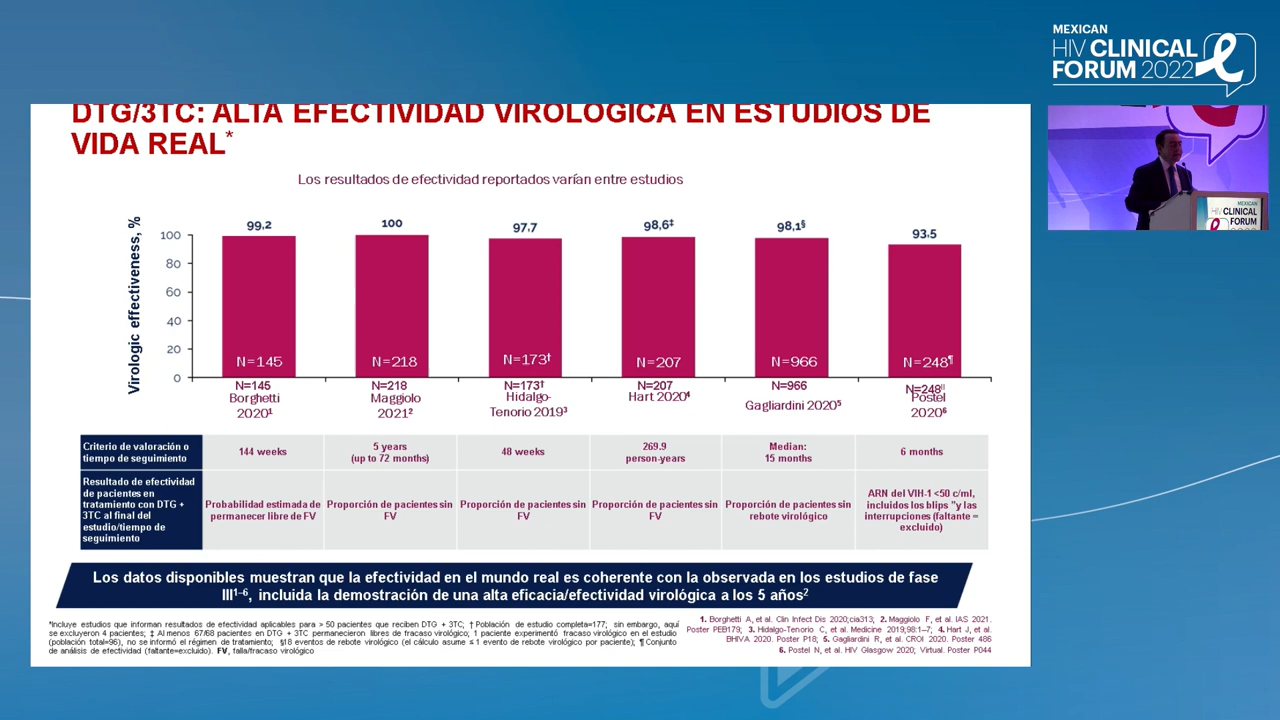 MEXICAN
HIV CLINICAL
FORUM 2022
DTG/3TC: ALTA EFECTIVIDAD VIROLOGICA EN ESTUDIOS DE
VIDA REAL*
Los resultados de efectividad reportados varían entre estudios
Virologic effectiveness, %
100
80
60
40
20
0
99,2
100
97,7
98,6‡
98,1§
93,5
N=145
N=218
N=173†
N=207
N=966
N=248¶
N=145
N=218
N=173†
N=207
N=966
N=248
Borghetti
2020¹
Maggiolo
2021²
Hidalgo-
Tenorio 2019³
Hart 2020⁴
Gagliardini 2020⁵
Postel
2020⁶
Criterio de valoración o
tiempo de seguimiento
144 weeks
5 years
(up to 72 months)
48 weeks
269.9
person-years
Median:
15 months
6 months
Resultado de efectividad
de pacientes en
tratamiento con DTG +
3TC al final del
estudio/tiempo de
seguimiento
Probabilidad estimada de
permanecer libre de FV
Proporción de pacientes sin
FV
Proporción de pacientes sin
FV
Proporción de pacientes sin
FV
Proporción de pacientes sin
rebote virológico
ARN del VIH-1 <50 c/ml,
incluidos los blips "y las
interrupciones (faltante =
excluido)
Los datos disponibles muestran que la efectividad en el mundo real es coherente con la observada en los estudios de fase
III¹⁻⁶, incluida la demostración de una alta eficacia/efectividad virológica a los 5 años²
*Incluye estudios que informan resultados de efectividad aplicables para > 50 pacientes que reciben DTG + 3TC; † Población de estudio completa=177; sin embargo, aquí
se excluyeron 4 pacientes; ‡ Al menos 67/68 pacientes en DTG + 3TC permanecieron libres de fracaso virológico; 1 paciente experimentó fracaso virológico en el estudio
(población total=96), no se informó el régimen de tratamiento; §18 eventos de rebote virológico (el cálculo asume ≤ 1 evento de rebote virológico por paciente); ¶ Conjunto
de análisis de efectividad (faltante=excluido). FV, falla/fracaso virológico
1. Borghetti A, et al. Clin Infect Dis 2020;cia313; 2. Maggiolo F, et al. IAS 2021.
Poster PEB179; 3. Hidalgo-Tenorio C, et al. Medicine 2019;98:1–7; 4. Hart J, et al.
BHIVA 2020. Poster P18; 5. Gagliardini R, et al. CROI 2020. Poster 486
6. Postel N, et al. HIV Glasgow 2020; Virtual. Poster P044
MEXICAN
HIV CLINICAL
FORUM